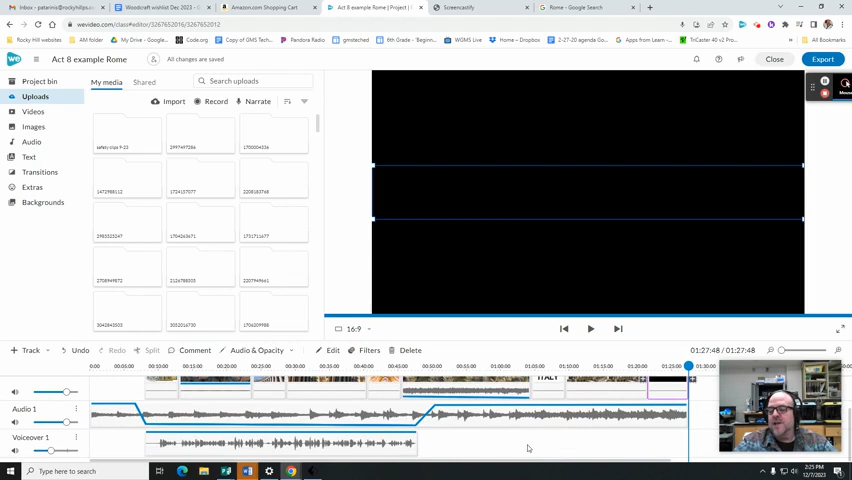 Inbox - patannis@rockyhillps.co
Woodcraft wishlist Dec 2023 - G
Amazon.com Shopping Cart
Act 8 example Rome | Project |
Screencastify
Rome - Google Search
wevideo.com/class#editor/3267652016/3267652012
Rocky Hill websites
AM folder
My Drive - Google...
Code.org
Copy of GMS Tech...
Pandora Radio
gmsteched
6th Grade - 'Beginn...
WGMS Live
Home - Dropbox
2-27-20 agenda Goo...
Apps from Learn -...
TriCaster 40 v2 Pro...
All Bookmarks
Act 8 example Rome
All changes are saved
Close
Export
Project bin
Uploads
Videos
Images
Audio
Text
Transitions
Extras
Backgrounds
My media
Shared
Search uploads
Import
Record
Narrate
safety clips 9-23
2997497286
1700004336
1472988112
1724157077
2208183768
2983525247
1704263671
1731711677
2708949872
2124788305
2207949661
3042843303
3052016730
1706209988
16:9
Track
Undo
Redo
Split
Comment
Audio & Opacity
Edit
Filters
Delete
01:27:48 / 01:27:48
0:00
00:05:00
00:10:00
00:15:00
00:20:00
00:25:00
00:30:00
00:35:00
00:40:00
00:45:00
00:50:00
00:55:00
01:00:00
01:05:00
01:10:00
01:15:00
01:20:00
01:25:00
01:30:00
ITALY
Audio 1
Voiceover 1
Type here to search
2:25 PM
12/7/2023